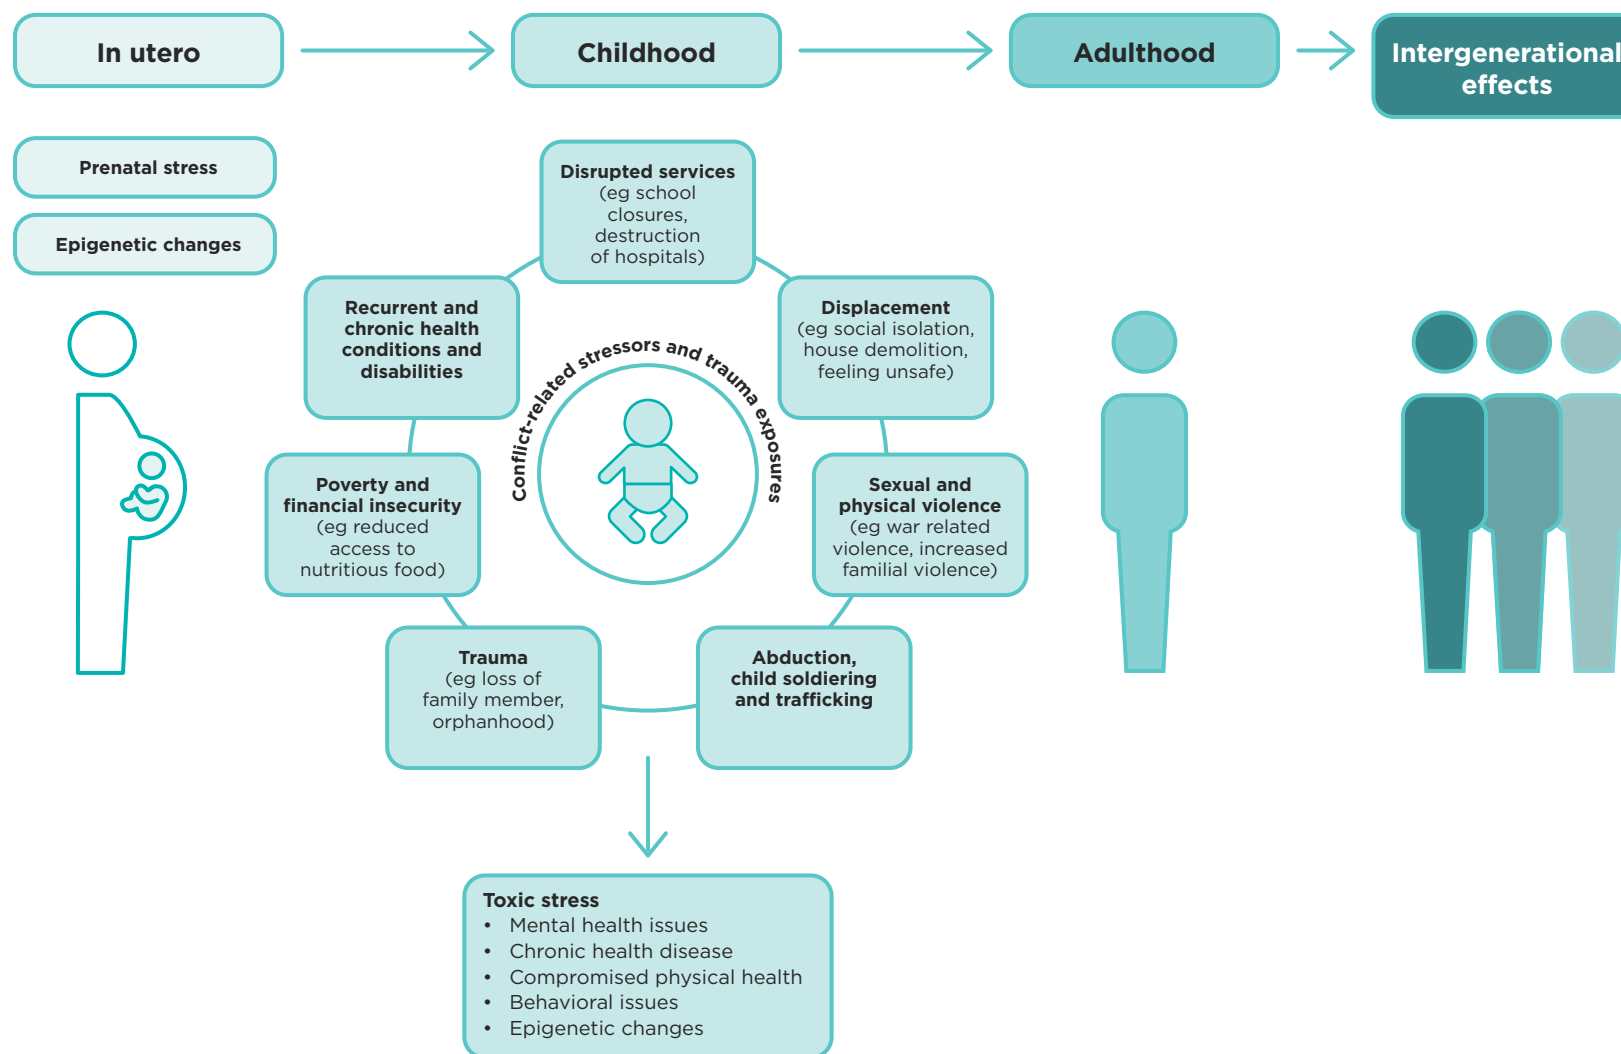 In utero
Childhood
Adulthood
Intergenerational
effects
Prenatal stress
Epigenetic changes
Disrupted services
(eg school
closures,
destruction
of hospitals)
Recurrent and
chronic health
conditions and
disabilities
Displacement
(eg social isolation,
house demolition,
feeling unsafe)
Conflict-related stressors and trauma exposures
Poverty and
financial insecurity
(eg reduced
access to
nutritious food)
Sexual and
physical violence
(eg war related
violence, increased
familial violence)
Trauma
(eg loss of
family member,
orphanhood)
Abduction,
child soldiering
and trafficking
Toxic stress
• Mental health issues
• Chronic health disease
• Compromised physical health
• Behavioral issues
• Epigenetic changes